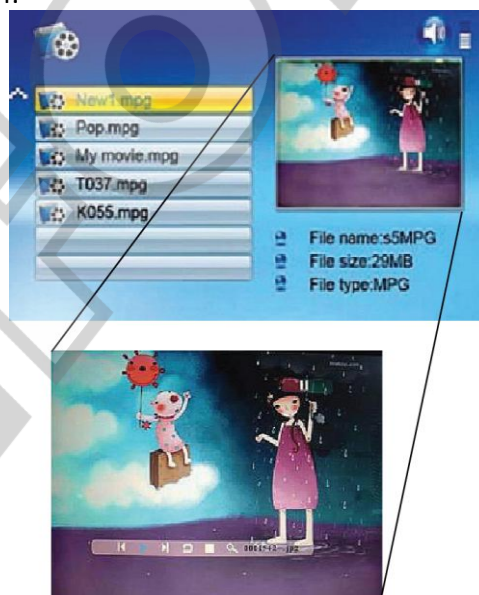 New1.mpg
Pop.mpg
My movie.mpg
T037.mpg
K055.mpg
File name:s5MPG
File size:29MB
File type:MPG